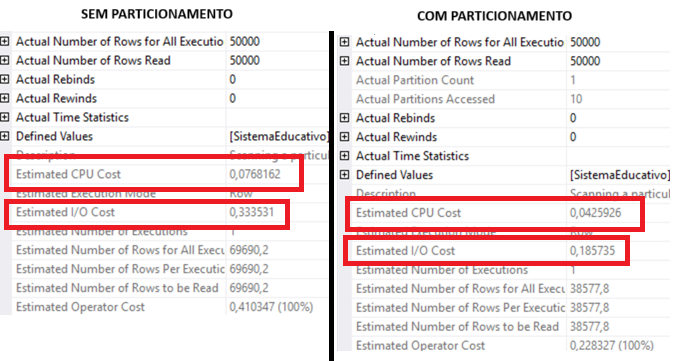 SEM PARTICIONAMENTO
Actual Number of Rows for All Executio 50000
Actual Number of Rows Read 50000
Actual Rebinds 0
Actual Rewinds 0
Actual Time Statistics
Defined Values [SistemaEducativo]
Description Scanning a particul
Estimated CPU Cost 0,0768162
Estimated Execution Mode Row
Estimated I/O Cost 0,333531
Estimated Number of Executions 1
Estimated Number of Rows for All Execu 69690,2
Estimated Number of Rows Per Executic 69690,2
Estimated Number of Rows to be Read 69690,2
Estimated Operator Cost 0,410347 (100%)
COM PARTICIONAMENTO
Actual Number of Rows for All Executio 50000
Actual Number of Rows Read 50000
Actual Partition Count 1
Actual Partitions Accessed 10
Actual Rebinds 0
Actual Rewinds 0
Actual Time Statistics
Defined Values [SistemaEducativo]
Description Scanning a particul
Estimated CPU Cost 0,0425926
Estimated Execution Mode Row
Estimated I/O Cost 0,185735
Estimated Number of Executions 1
Estimated Number of Rows for All Execu 38577,8
Estimated Number of Rows Per Executic 38577,8
Estimated Number of Rows to be Read 38577,8
Estimated Operator Cost 0,228327 (100%)